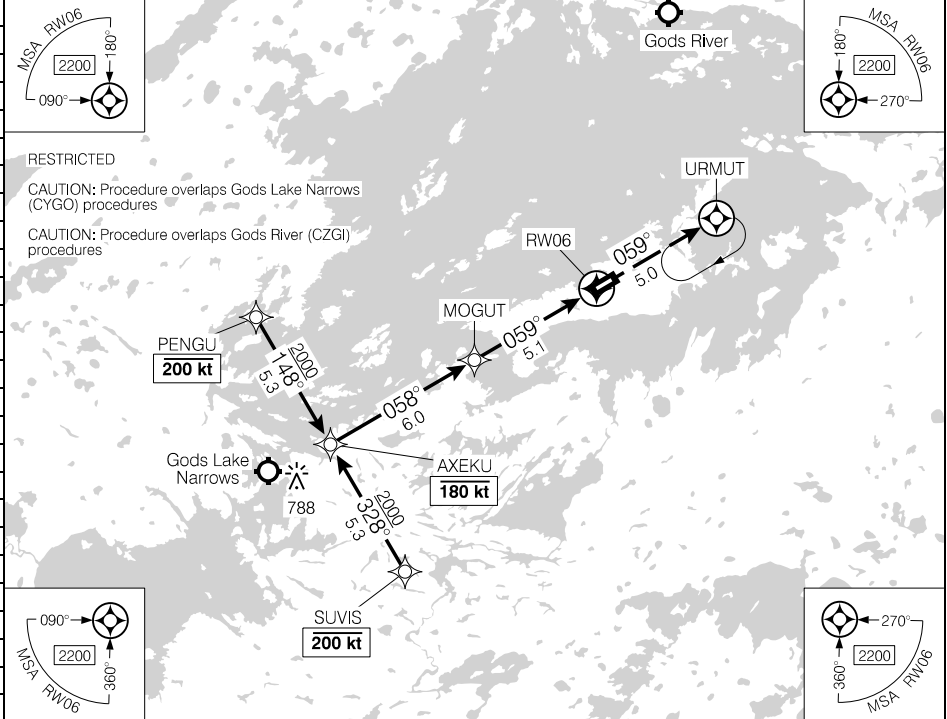 MSA RW06
180°
2200
090°
Gods River
MSA RW06
180°
2200
270°
RESTRICTED
CAUTION: Procedure overlaps Gods Lake Narrows
(CYGO) procedures
CAUTION: Procedure overlaps Gods River (CZGI)
procedures
URMUT
RW06
059°
5.0
MOGUT
059°
5.1
PENGU
200 kt
2000
148°
5.3
058°
6.0
Gods Lake
Narrows
788
AXEKU
180 kt
2000
328°
5.3
SUVIS
200 kt
090°
2200
360°
MSA RW06
270°
2200
360°
MSA RW06